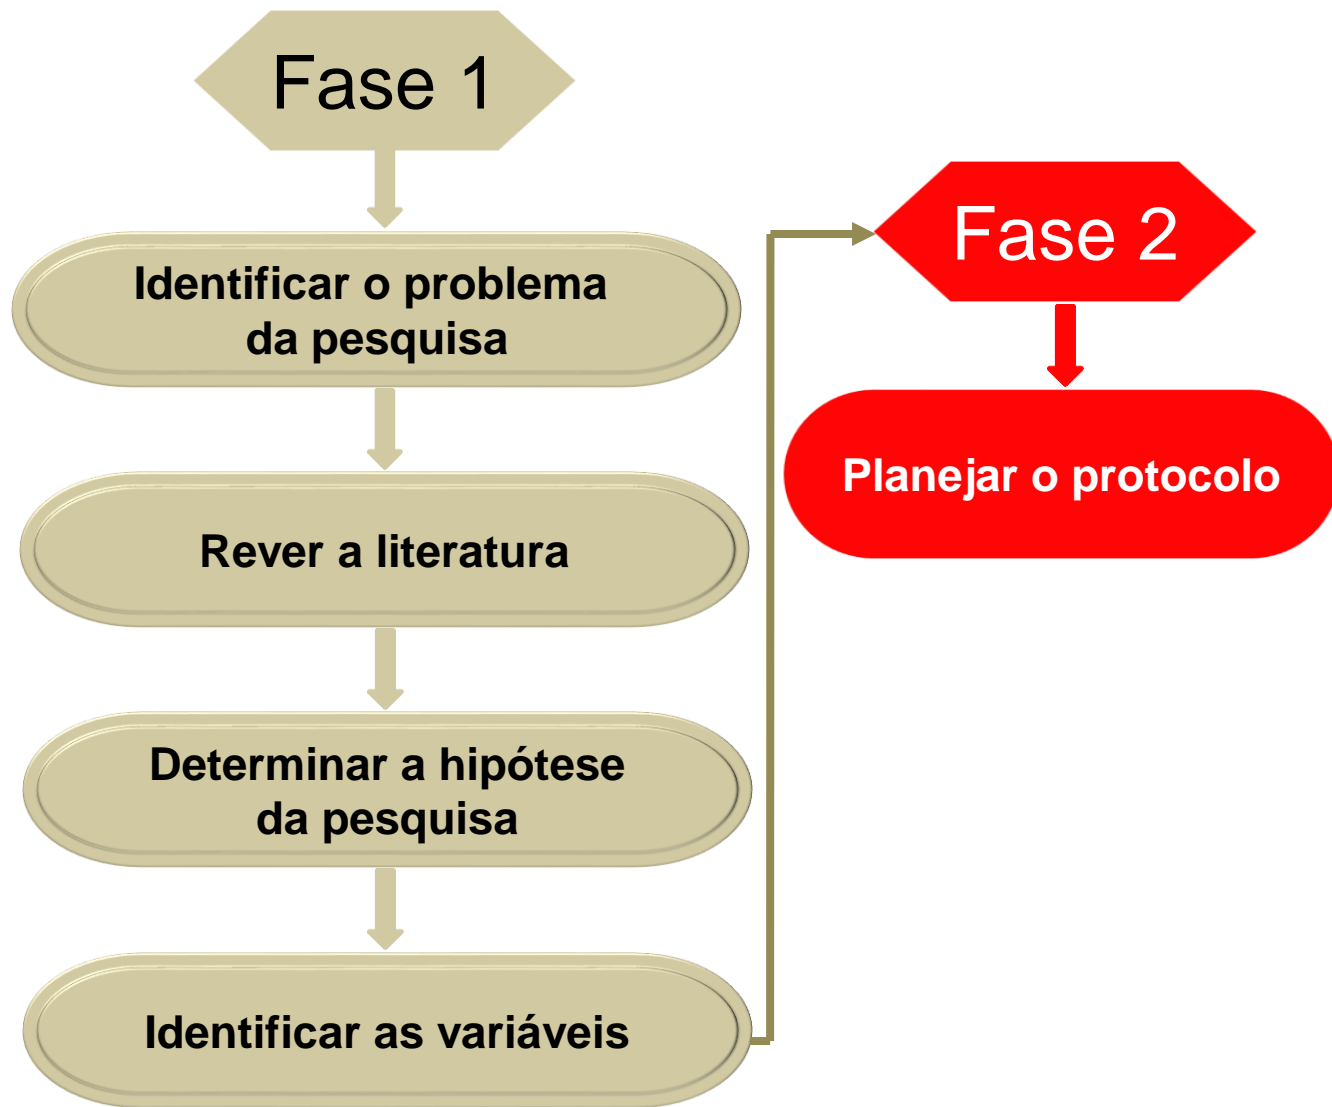 Fase 1
Identificar o problema
da pesquisa
Rever a literatura
Determinar a hipótese
da pesquisa
Identificar as variáveis
Fase 2
Planejar o protocolo